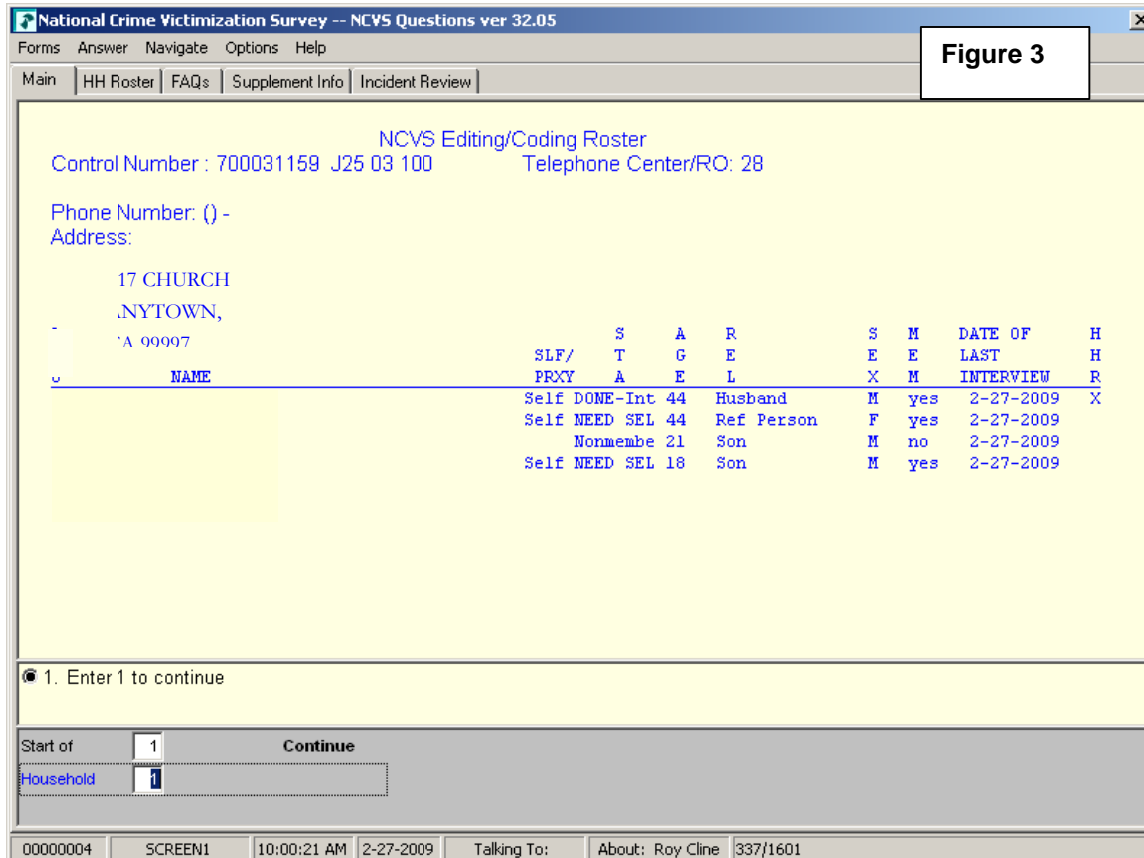 National Crime Victimization Survey -- NCVS Questions ver 32.05
Forms Answer Navigate Options Help
Figure 3
Main HH Roster FAQs Supplement Info Incident Review
NCVS Editing/Coding Roster
Control Number : 700031159 J25 03 100 Telephone Center/RO: 28
Phone Number: () -
Address:
17 CHURCH
NYTOWN,
A 99997
S A R S M DATE OF H
SLF/ T G E E E LAST H
NAME PRXY A E L X M INTERVIEW R
Self DONE-Int 44 Husband M yes 2-27-2009 X
Self NEED SEL 44 Ref Person F yes 2-27-2009
Nonmembe 21 Son M no 2-27-2009
Self NEED SEL 18 Son M yes 2-27-2009
1. Enter 1 to continue
Start of 1 Continue
Household 1
00000004 SCREEN1 10:00:21 AM 2-27-2009 Talking To: About: Roy Cline 337/1601